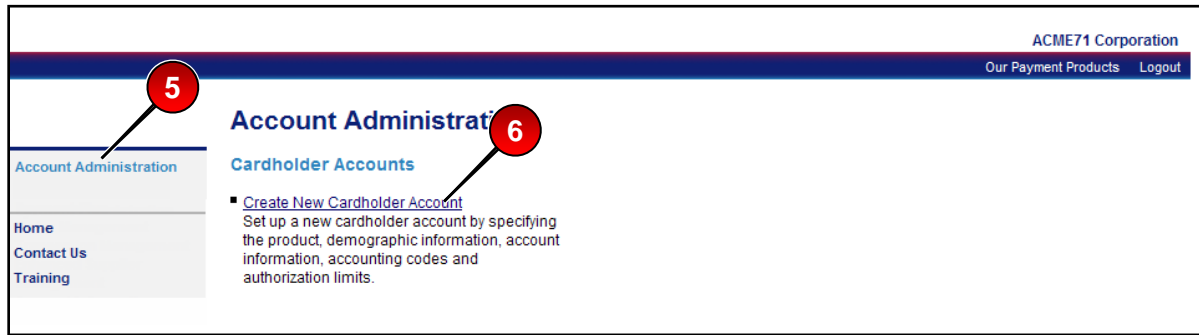 ACME71 Corporation
Our Payment Products Logout
5
Account Administrati
6
Account Administration
Cardholder Accounts
Create New Cardholder Account
Set up a new cardholder account by specifying
the product, demographic information, account
information, accounting codes and
authorization limits.
Home
Contact Us
Training